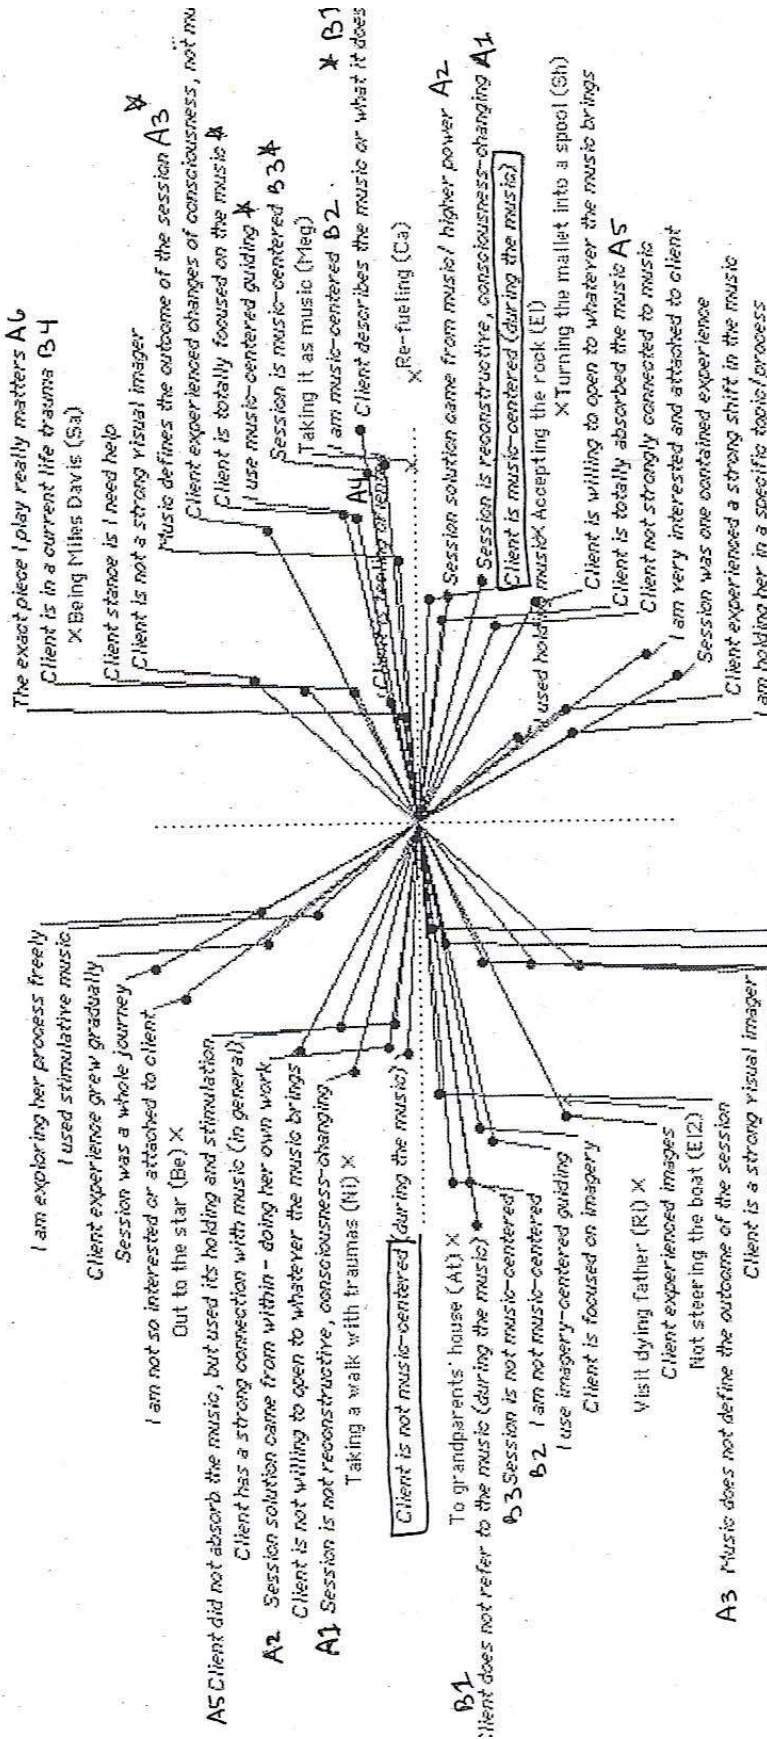 The exact piece I play really matters A6
Client is in a current life trauma B4
X Being Miles Davis (Sa)
Client stance is I need help
Client is not a strong visual imager
Music defines the outcome of the session A3 *
Client experienced changes of consciousness, not mu
Client is totally focused on the music *
I use music-centered guiding *
Session is music-centered B3 *
Taking it as music (Meg)
I am music-centered B2.
Client describes the music or what it does * B1
A4
X Re-fueling (Ca)
Session solution came from music/ higher power A2
Session is reconstructive, consciousness-changing A1
Client is music-centered (during the music)
I used holding music
X Accepting the rock (El)
X Turning the mallet into a spool (Sh)
Client is willing to open to whatever the music brings
Client is totally absorbed the music A5
Client not strongly connected to music
I am very interested and attached to client
Session was one contained experience
Client experienced a strong shift in the music
I am holding her in a specific topic/process
I am exploring her process freely
I used stimulative music
Client experience grew gradually
Session was a whole journey
I am not so interested or attached to client
Out to the star (Be) X
A5 Client did not absorb the music, but used its holding and stimulation
Client has a strong connection with music (in general)
A2 Session solution came from within - doing her own work
Client is not willing to open to whatever the music brings
A1 Session is not reconstructive, consciousness-changing
Taking a walk with traumas (Ni) X
Client is not music-centered (during the music)
To grandparents' house (At) X
B1
Client does not refer to the music (during the music)
B3 Session is not music-centered
B2 I am not music-centered
I use imagery-centered guiding
Client is focused on imagery
Visit dying father (Ri) X
Client experienced images
Not steering the boat (El2)
A3 Music does not define the outcome of the session
Client is a strong visual imager